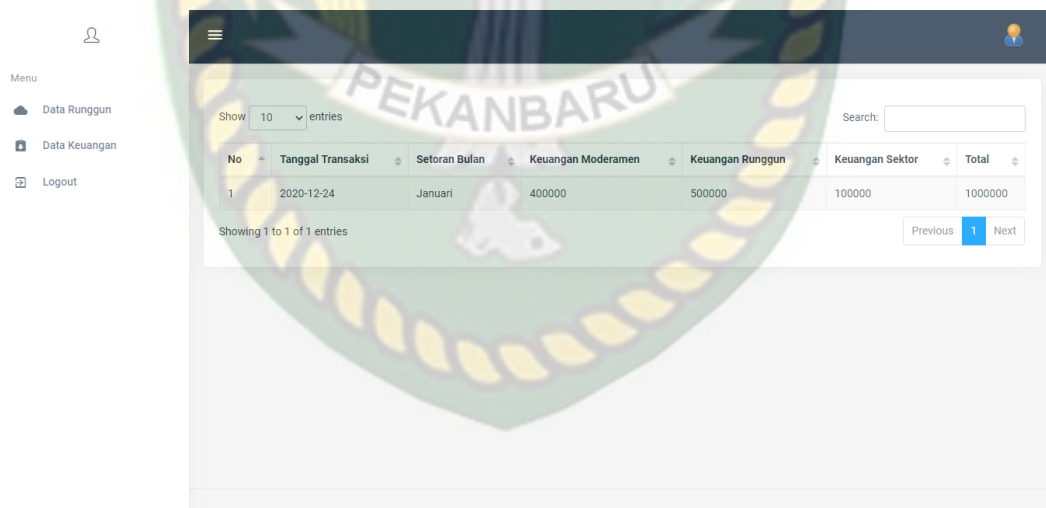 Menu
Data Runggun
Data Keuangan
Logout
PEKANBARU
Show 10 entries
Search:
No Tanggal Transaksi Setoran Bulan Keuangan Moderamen Keuangan Runggun Keuangan Sektor Total
1 2020-12-24 Januari 400000 500000 100000 1000000
Showing 1 to 1 of 1 entries
Previous 1 Next